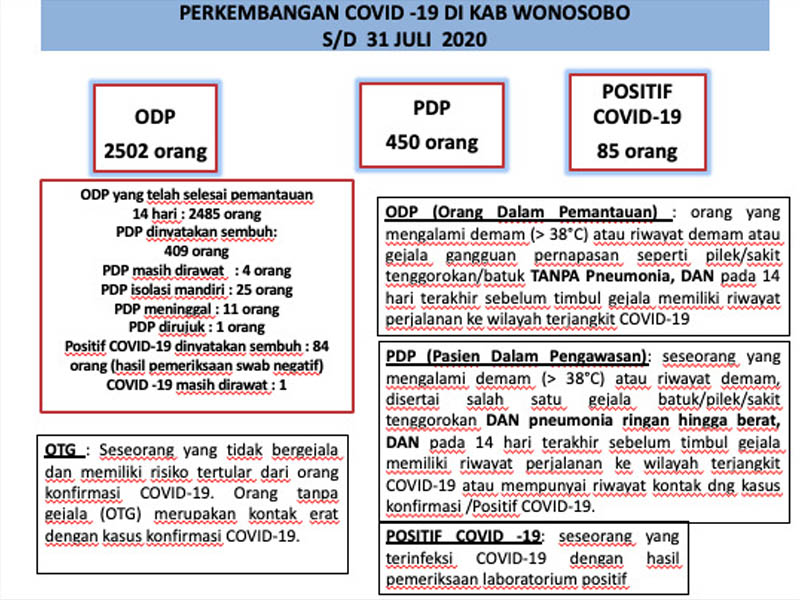 PERKEMBANGAN COVID -19 DI KAB WONOSOBO
S/D 31 JULI 2020
ODP
2502 orang
PDP
450 orang
POSITIF
COVID-19
85 orang
ODP yang telah selesai pemantauan
14 hari : 2485 orang
PDP dinvatakan sembuh:
409 orang
PDP masih dirawat : 4 orang
PDP isolasi mandiri : 25 orang
PDP meninggal : 11 orang
PDP dirujuk : 1 orang
Positif COVID-19 dinvatakan sembuh : 84
orang (hasil pemeriksaan swab negatif)
COVID -19 masih dirawat : 1
OTG : Seseorang yang tidak bergejala
dan memiliki risiko tertular dari orang
konfirmasi COVID-19. Orang tanpa
gejala (OTG) merupakan kontak erat
dengan kasus konfirmasi COVID-19.
ODP (Orang Dalam Pemantauan) : orang yang
mengalami demam (> 38°C) atau riwayat demam atau
gejala gangguan pernapasan seperti pilek/sakit
tenggorokan/batuk TANPA Pneumonia, DAN pada 14
hari terakhir sebelum timbul gejala memiliki riwayat
perjalanan ke wilayah terjangkit COVID-19
PDP (Pasien Dalam Pengawasan): seseorang yang
mengalami demam (> 38°C) atau riwayat demam,
disertai salah satu gejala batuk/pilek/sakit
tenggorokan DAN pneumonia ringan hingga berat,
DAN pada 14 hari terakhir sebelum timbul gejala
memiliki riwayat perjalanan ke wilayah terjangkit
COVID-19 atau mempunyai riwayat kontak dng kasus
konfirmasi /Positif COVID-19.
POSITIF COVID -19: seseorang yang
terinfeksi COVID-19 dengan hasil
pemeriksaan laboratorium positif